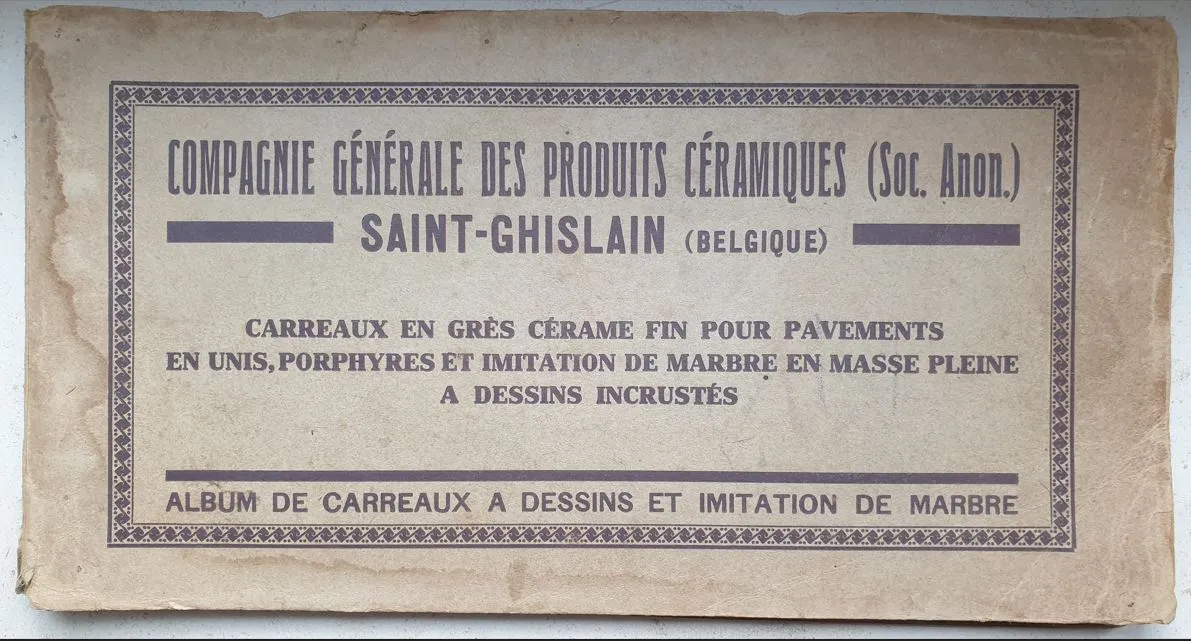 COMPAGNIE GÉNÉRALE DES PRODUITS CÉRAMIQUES (Soc. Anon.)
SAINT-GHISLAIN (BELGIQUE)
CARREAUX EN GRÈS CÉRAME FIN POUR PAVEMENTS
EN UNIS, PORPHYRES ET IMITATION DE MARBRE EN MASSE PLEINE
A DESSINS INCRUSTÉS
ALBUM DE CARREAUX A DESSINS ET IMITATION DE MARBRE